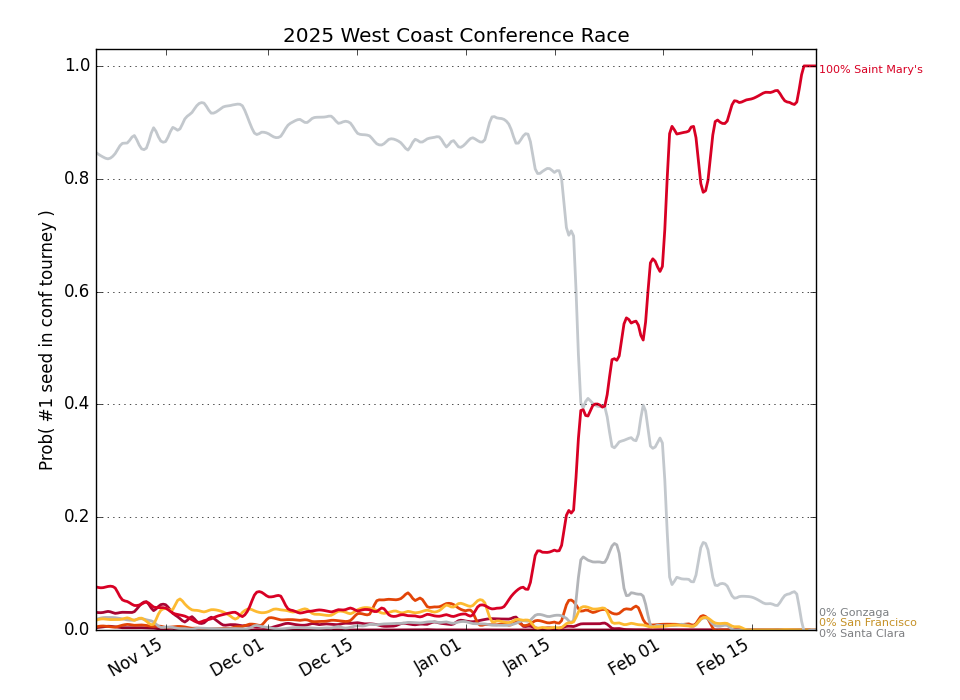 2025 West Coast Conference Race
Prob( #1 seed in conf tourney )
1.0
0.8
0.6
0.4
0.2
0.0
Nov 15
Dec 01
Dec 15
Jan 01
Jan 15
Feb 01
Feb 15
100% Saint Mary's
0% Gonzaga
0% San Francisco
0% Santa Clara